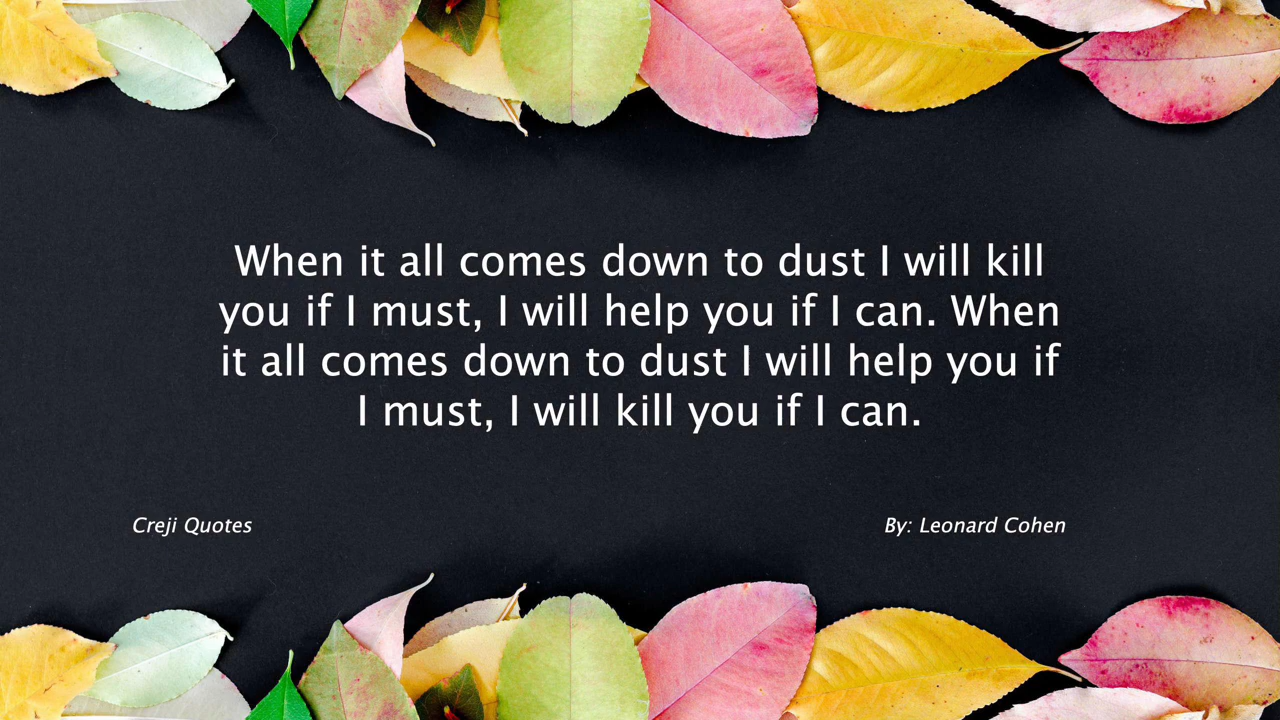 When it all comes down to dust I will kill
you if I must, I will help you if I can. When
it all comes down to dust I will help you if
I must, I will kill you if I can.
Creji Quotes
By: Leonard Cohen